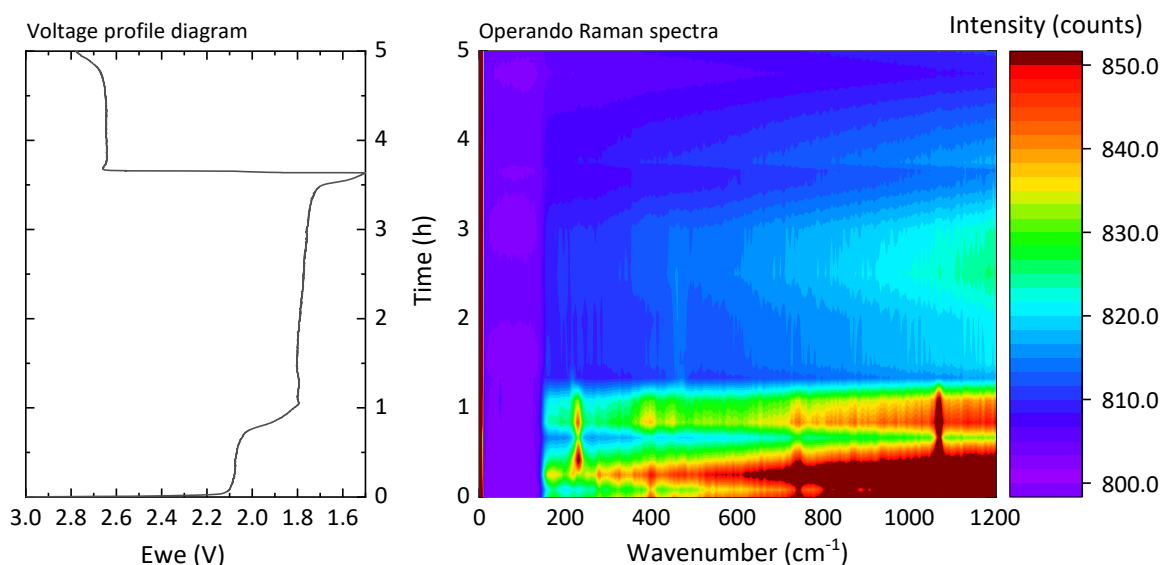 Voltage profile diagram
Operando Raman spectra
Intensity (counts)
5
4
3
2
1
0
Time (h)
5
4
3
2
1
0
3.0 2.8 2.6 2.4 2.2 2.0 1.8 1.6
Ewe (V)
0 200 400 600 800 1000 1200
Wavenumber (cm⁻¹)
850.0
840.0
830.0
820.0
810.0
800.0